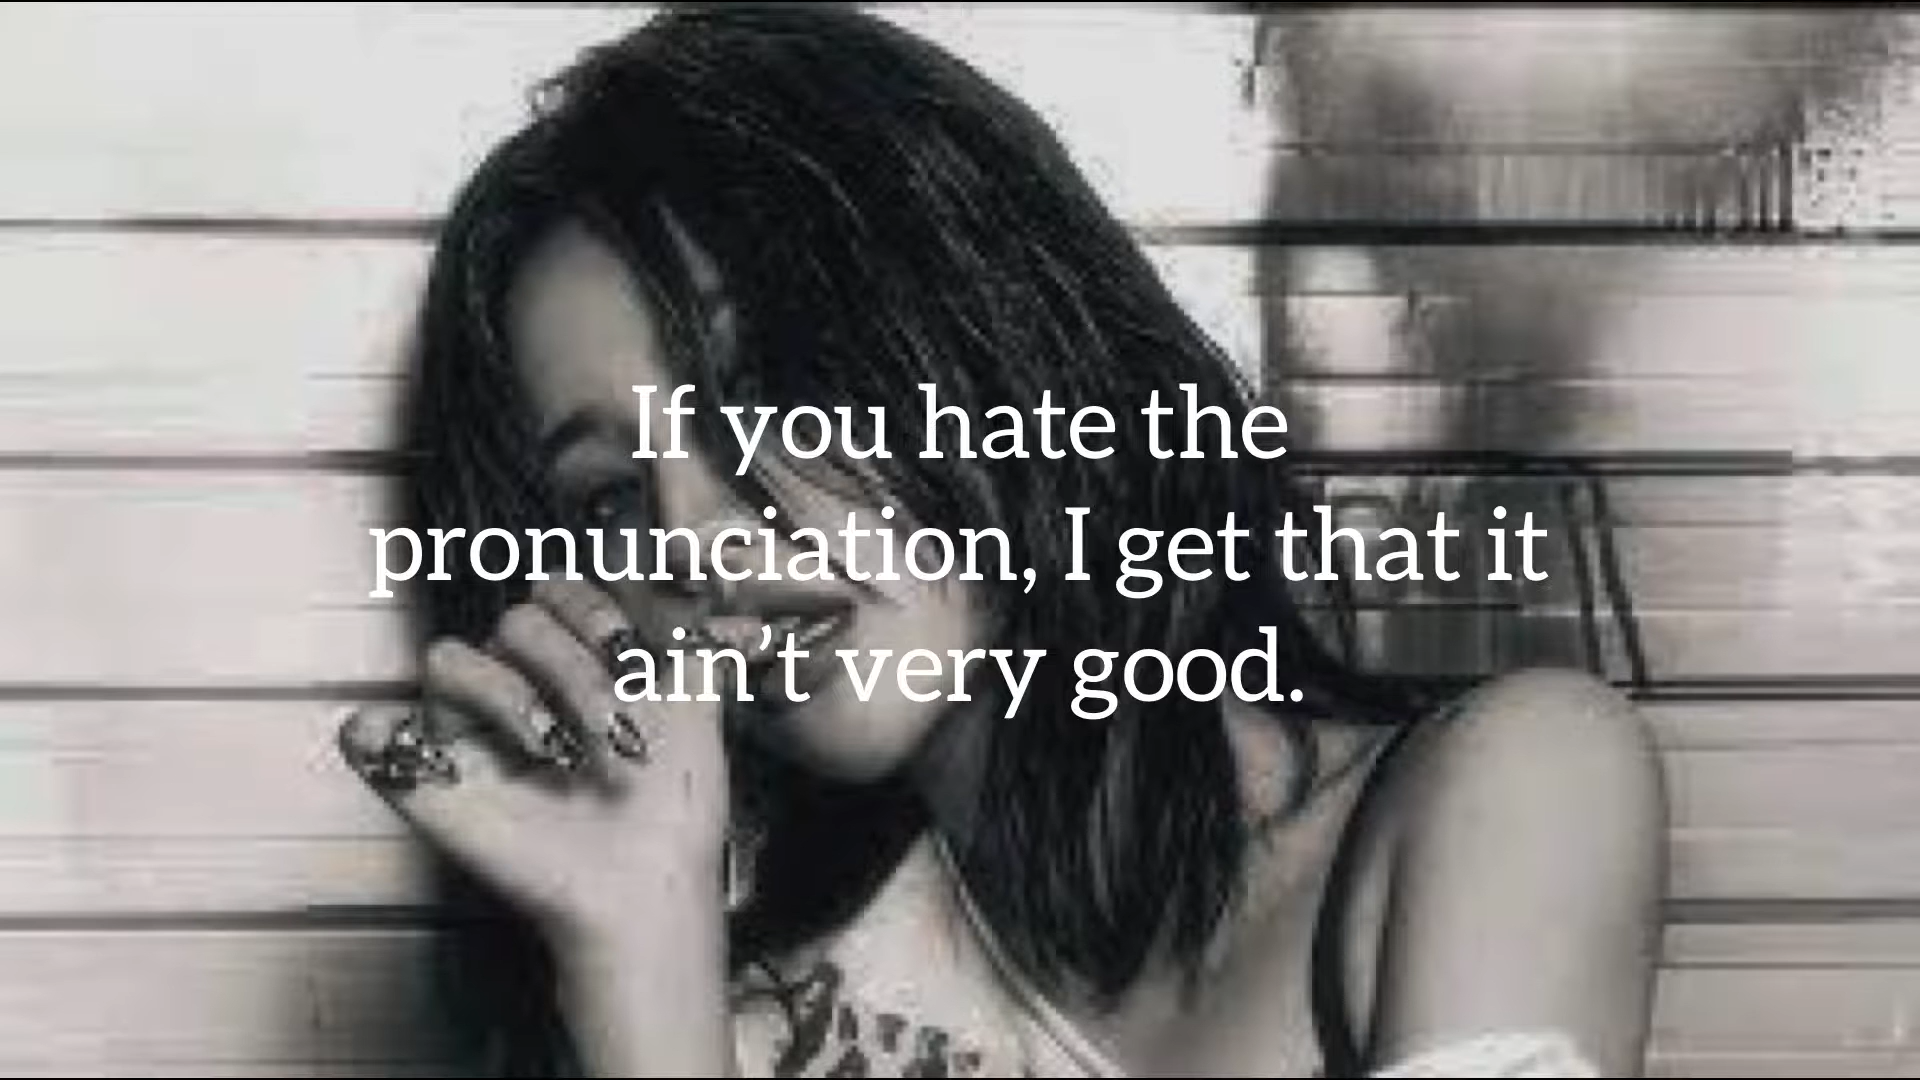 If you hate the
pronunciation, I get that it
ain’t very good.